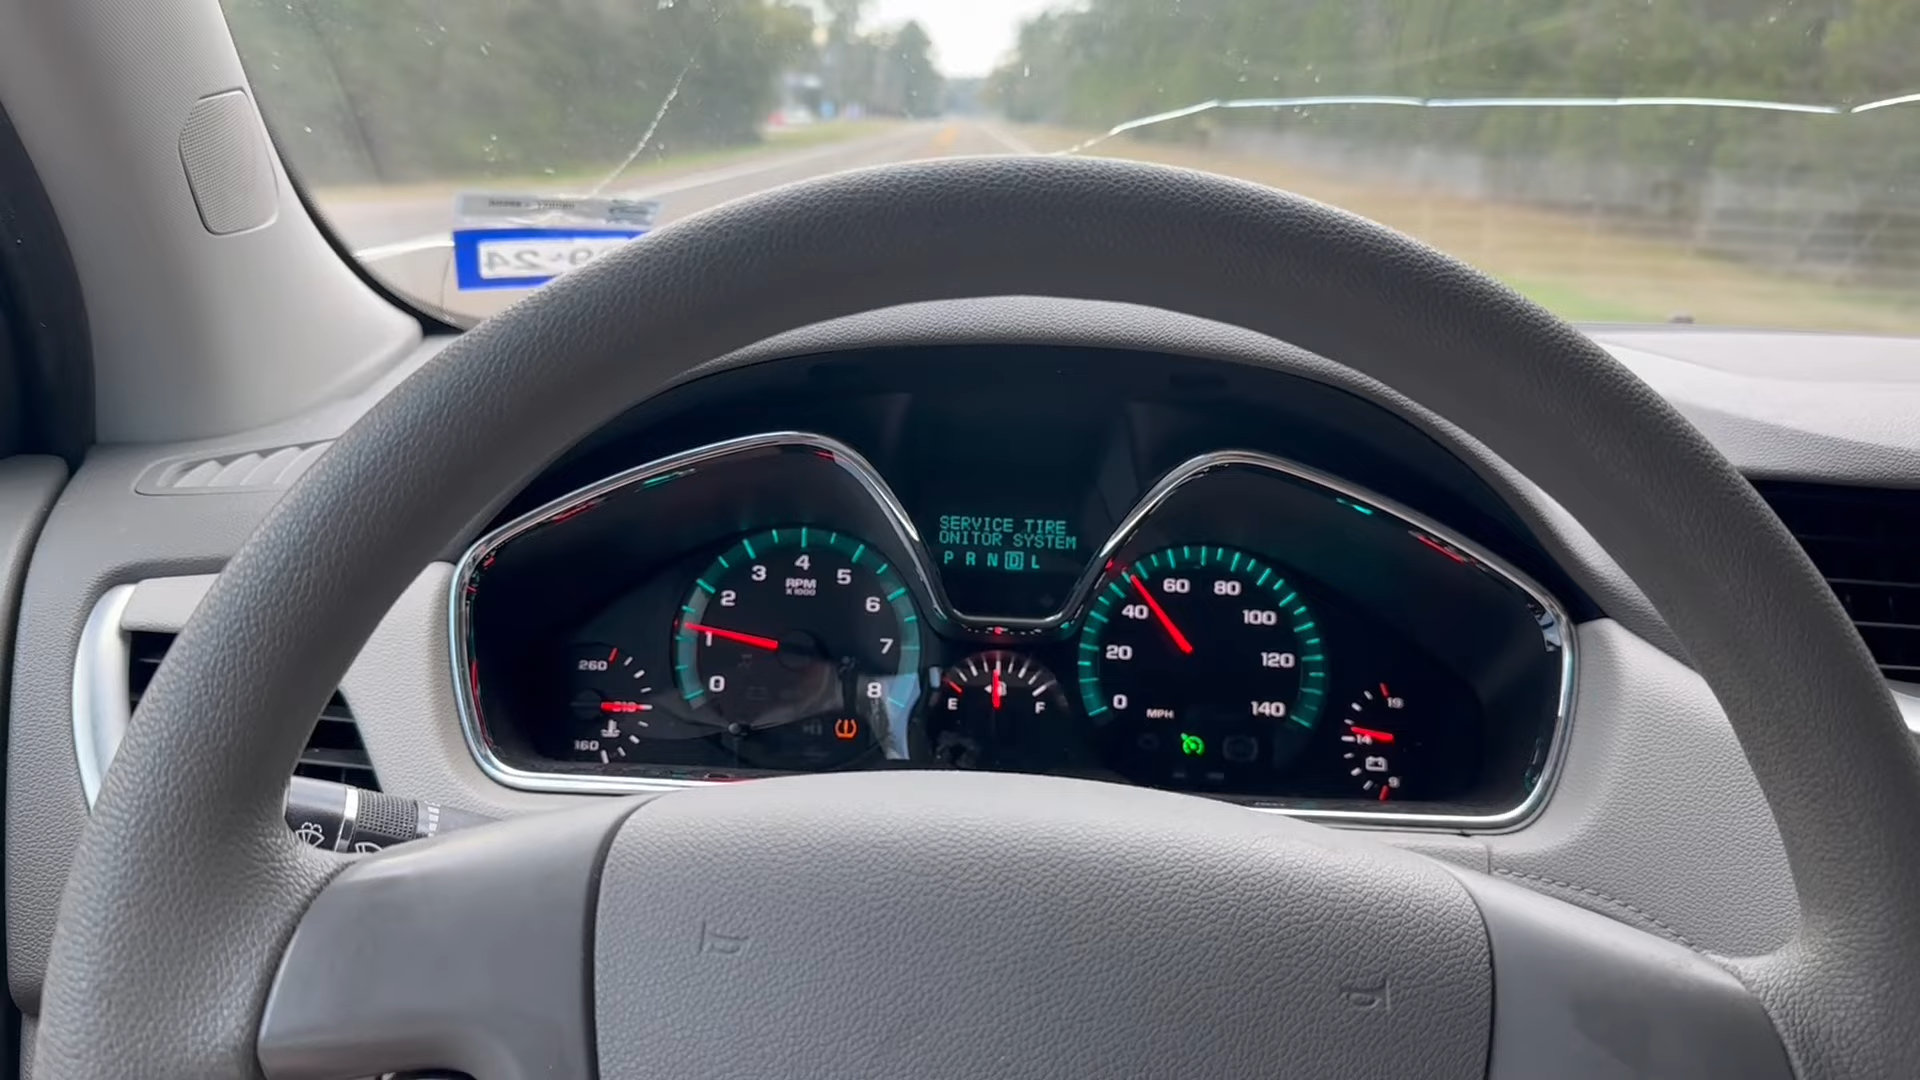 SERVICE TIRE
ONITOR SYSTEM
P R N D L
0 1 2 3 4 5 6 7 8
RPM
X1000
0 20 40 60 80 100 120 140
MPH
260
210
160
E F
19
14
9